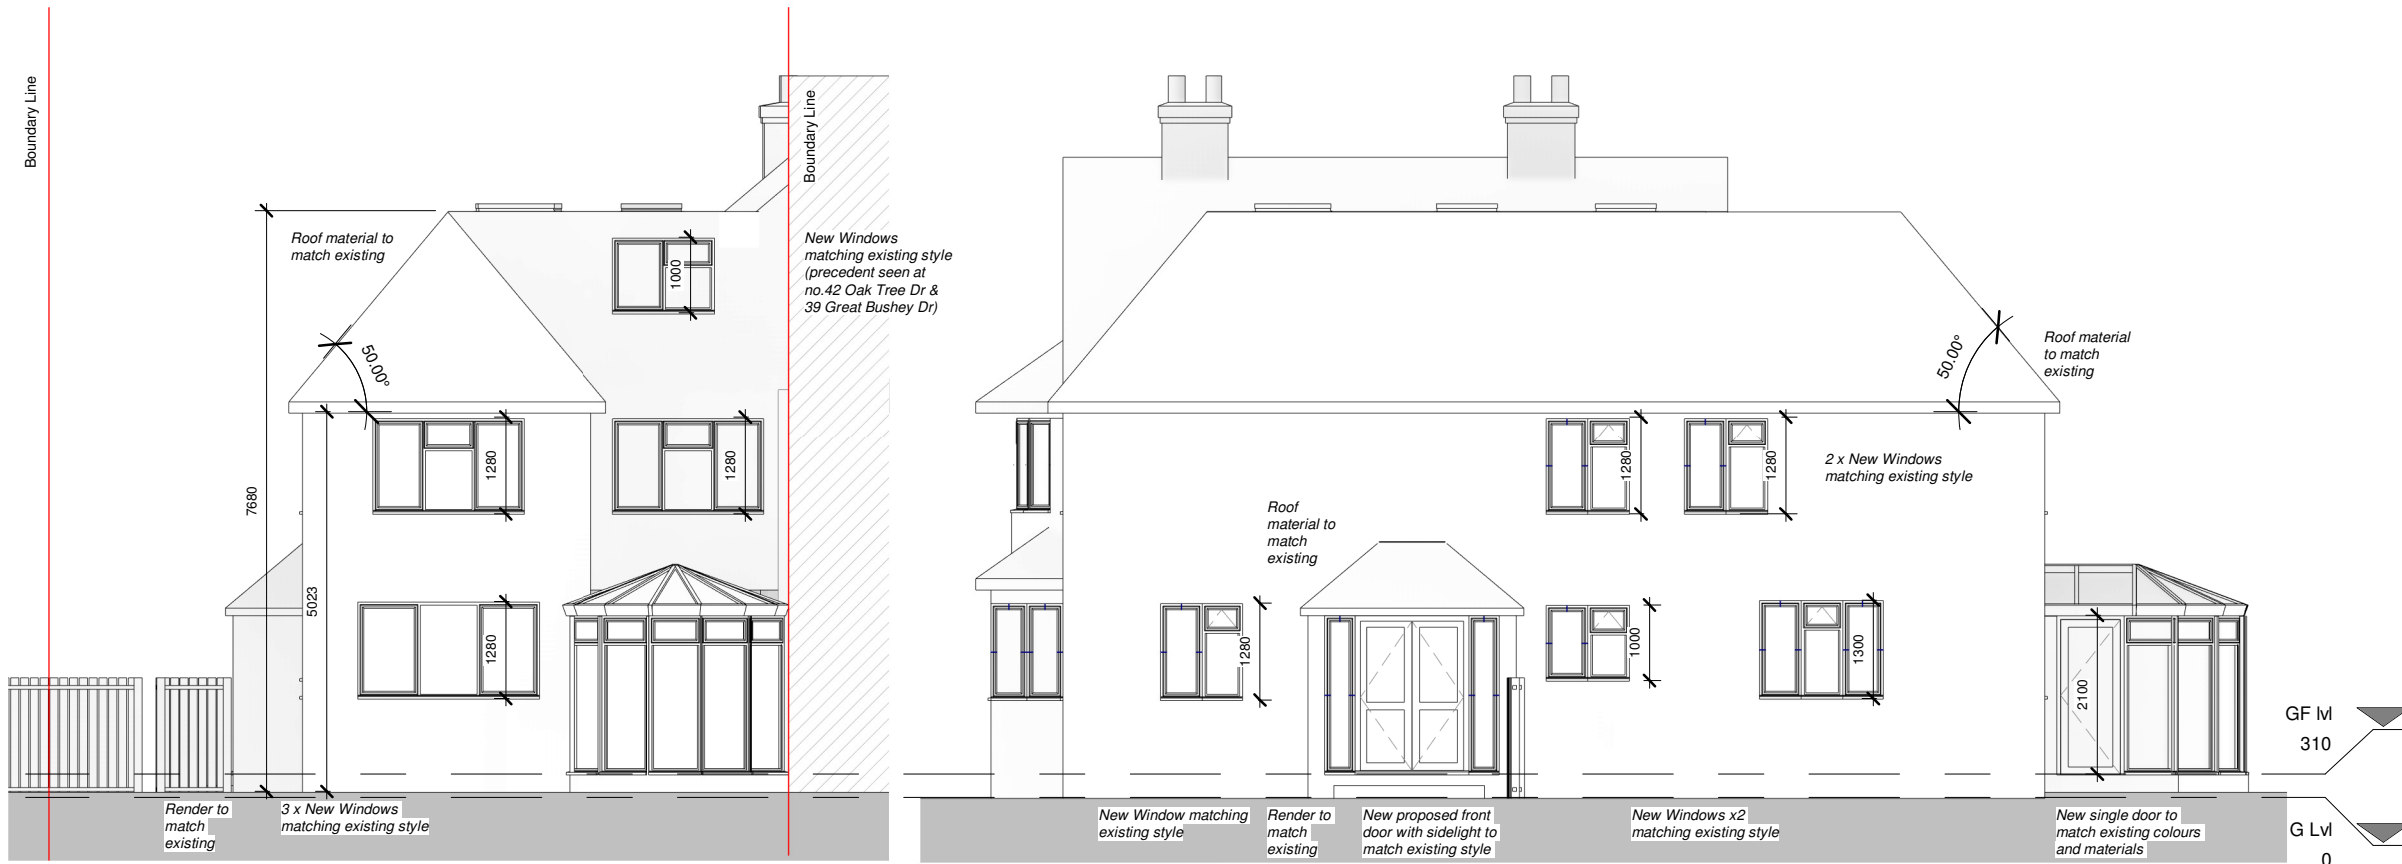 Boundary Line
Boundary Line
Roof material to
match existing
50.00°
1000
New Windows
matching existing style
(precedent seen at
no.42 Oak Tree Dr &
39 Great Bushey Dr)
7680
5023
1280
1280
1280
Render to
match
existing
3 x New Windows
matching existing style
50.00°
Roof material
to match
existing
1280
1280
2 x New Windows
matching existing style
Roof
material to
match
existing
1280
1000
1300
2100
GF lvl
310
New Window matching
existing style
Render to
match
existing
New proposed front
door with sidelight to
match existing style
New Windows x2
matching existing style
New single door to
match existing colours
and materials
G Lvl
0